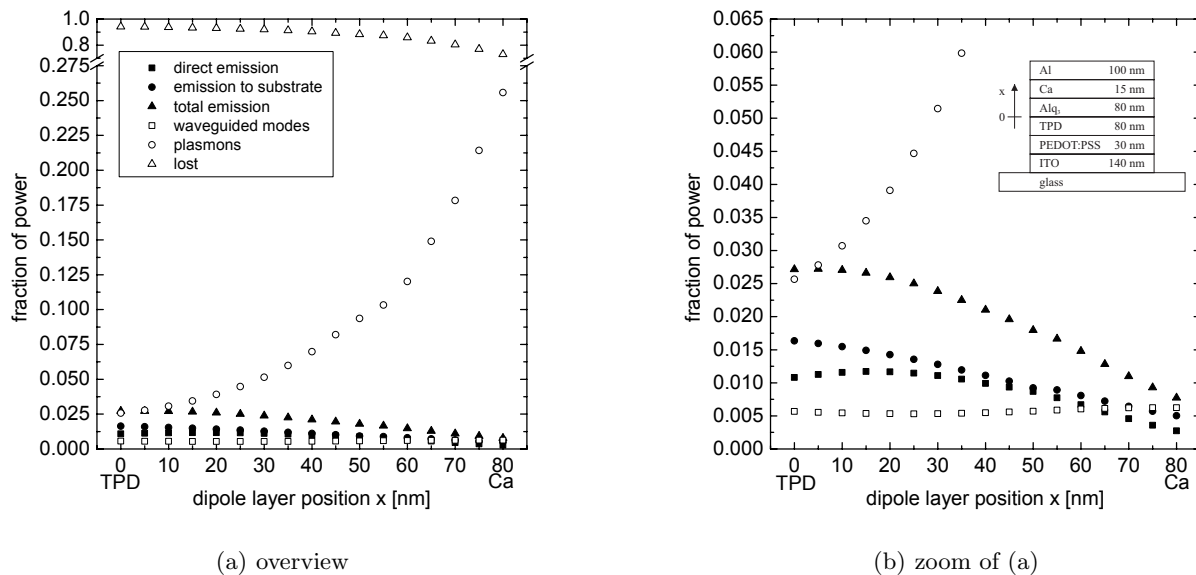 1.0
0.9
0.8
0.275
0.250
0.225
0.200
0.175
0.150
0.125
0.100
0.075
0.050
0.025
0.000
fraction of power
direct emission
emission to substrate
total emission
waveguided modes
plasmons
lost
0 10 20 30 40 50 60 70 80
TPD Ca
dipole layer position x [nm]
(a) overview
0.065
0.060
0.055
0.050
0.045
0.040
0.035
0.030
0.025
0.020
0.015
0.010
0.005
0.000
fraction of power
x
0
Al 100 nm
Ca 15 nm
Alq₃ 80 nm
TPD 80 nm
PEDOT:PSS 30 nm
ITO 140 nm
glass
0 10 20 30 40 50 60 70 80
TPD Ca
dipole layer position x [nm]
(b) zoom of (a)